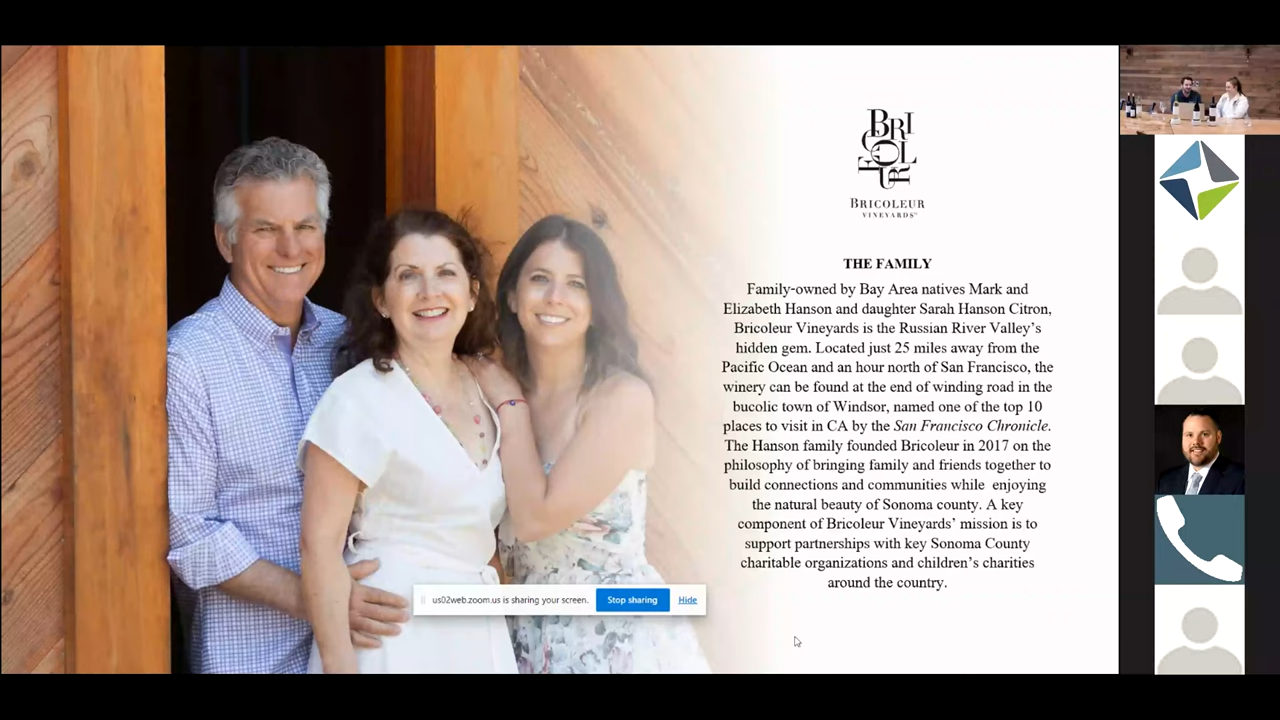 BRI
COL
EUR
BRICOLEUR
VINEYARDS™
THE FAMILY
Family-owned by Bay Area natives Mark and
Elizabeth Hanson and daughter Sarah Hanson Citron,
Bricoleur Vineyards is the Russian River Valley's
hidden gem. Located just 25 miles away from the
Pacific Ocean and an hour north of San Francisco, the
winery can be found at the end of winding road in the
bucolic town of Windsor, named one of the top 10
places to visit in CA by the San Francisco Chronicle.
The Hanson family founded Bricoleur in 2017 on the
philosophy of bringing family and friends together to
build connections and communities while enjoying
the natural beauty of Sonoma county. A key
component of Bricoleur Vineyards' mission is to
support partnerships with key Sonoma County
charitable organizations and children's charities
around the country.
us02web.zoom.us is sharing your screen. Stop sharing Hide